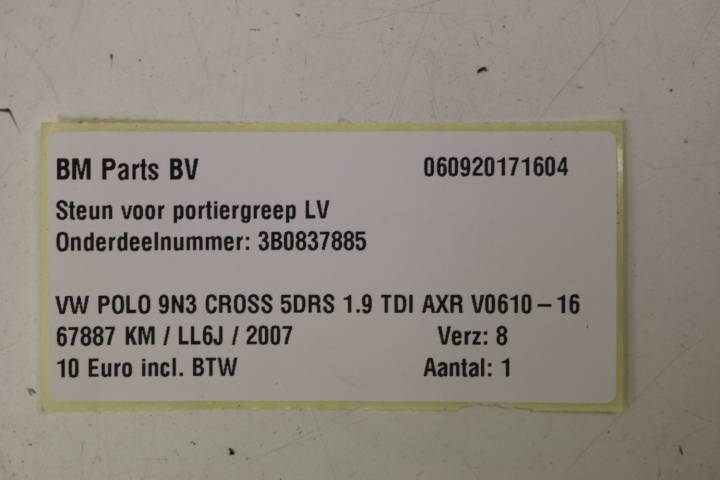 BM Parts BV 060920171604
Steun voor portiergreep LV
Onderdeelnummer: 3B0837885
VW POLO 9N3 CROSS 5DRS 1.9 TDI AXR V0610 – 16
67887 KM / LL6J / 2007 Verz: 8
10 Euro incl. BTW Aantal: 1